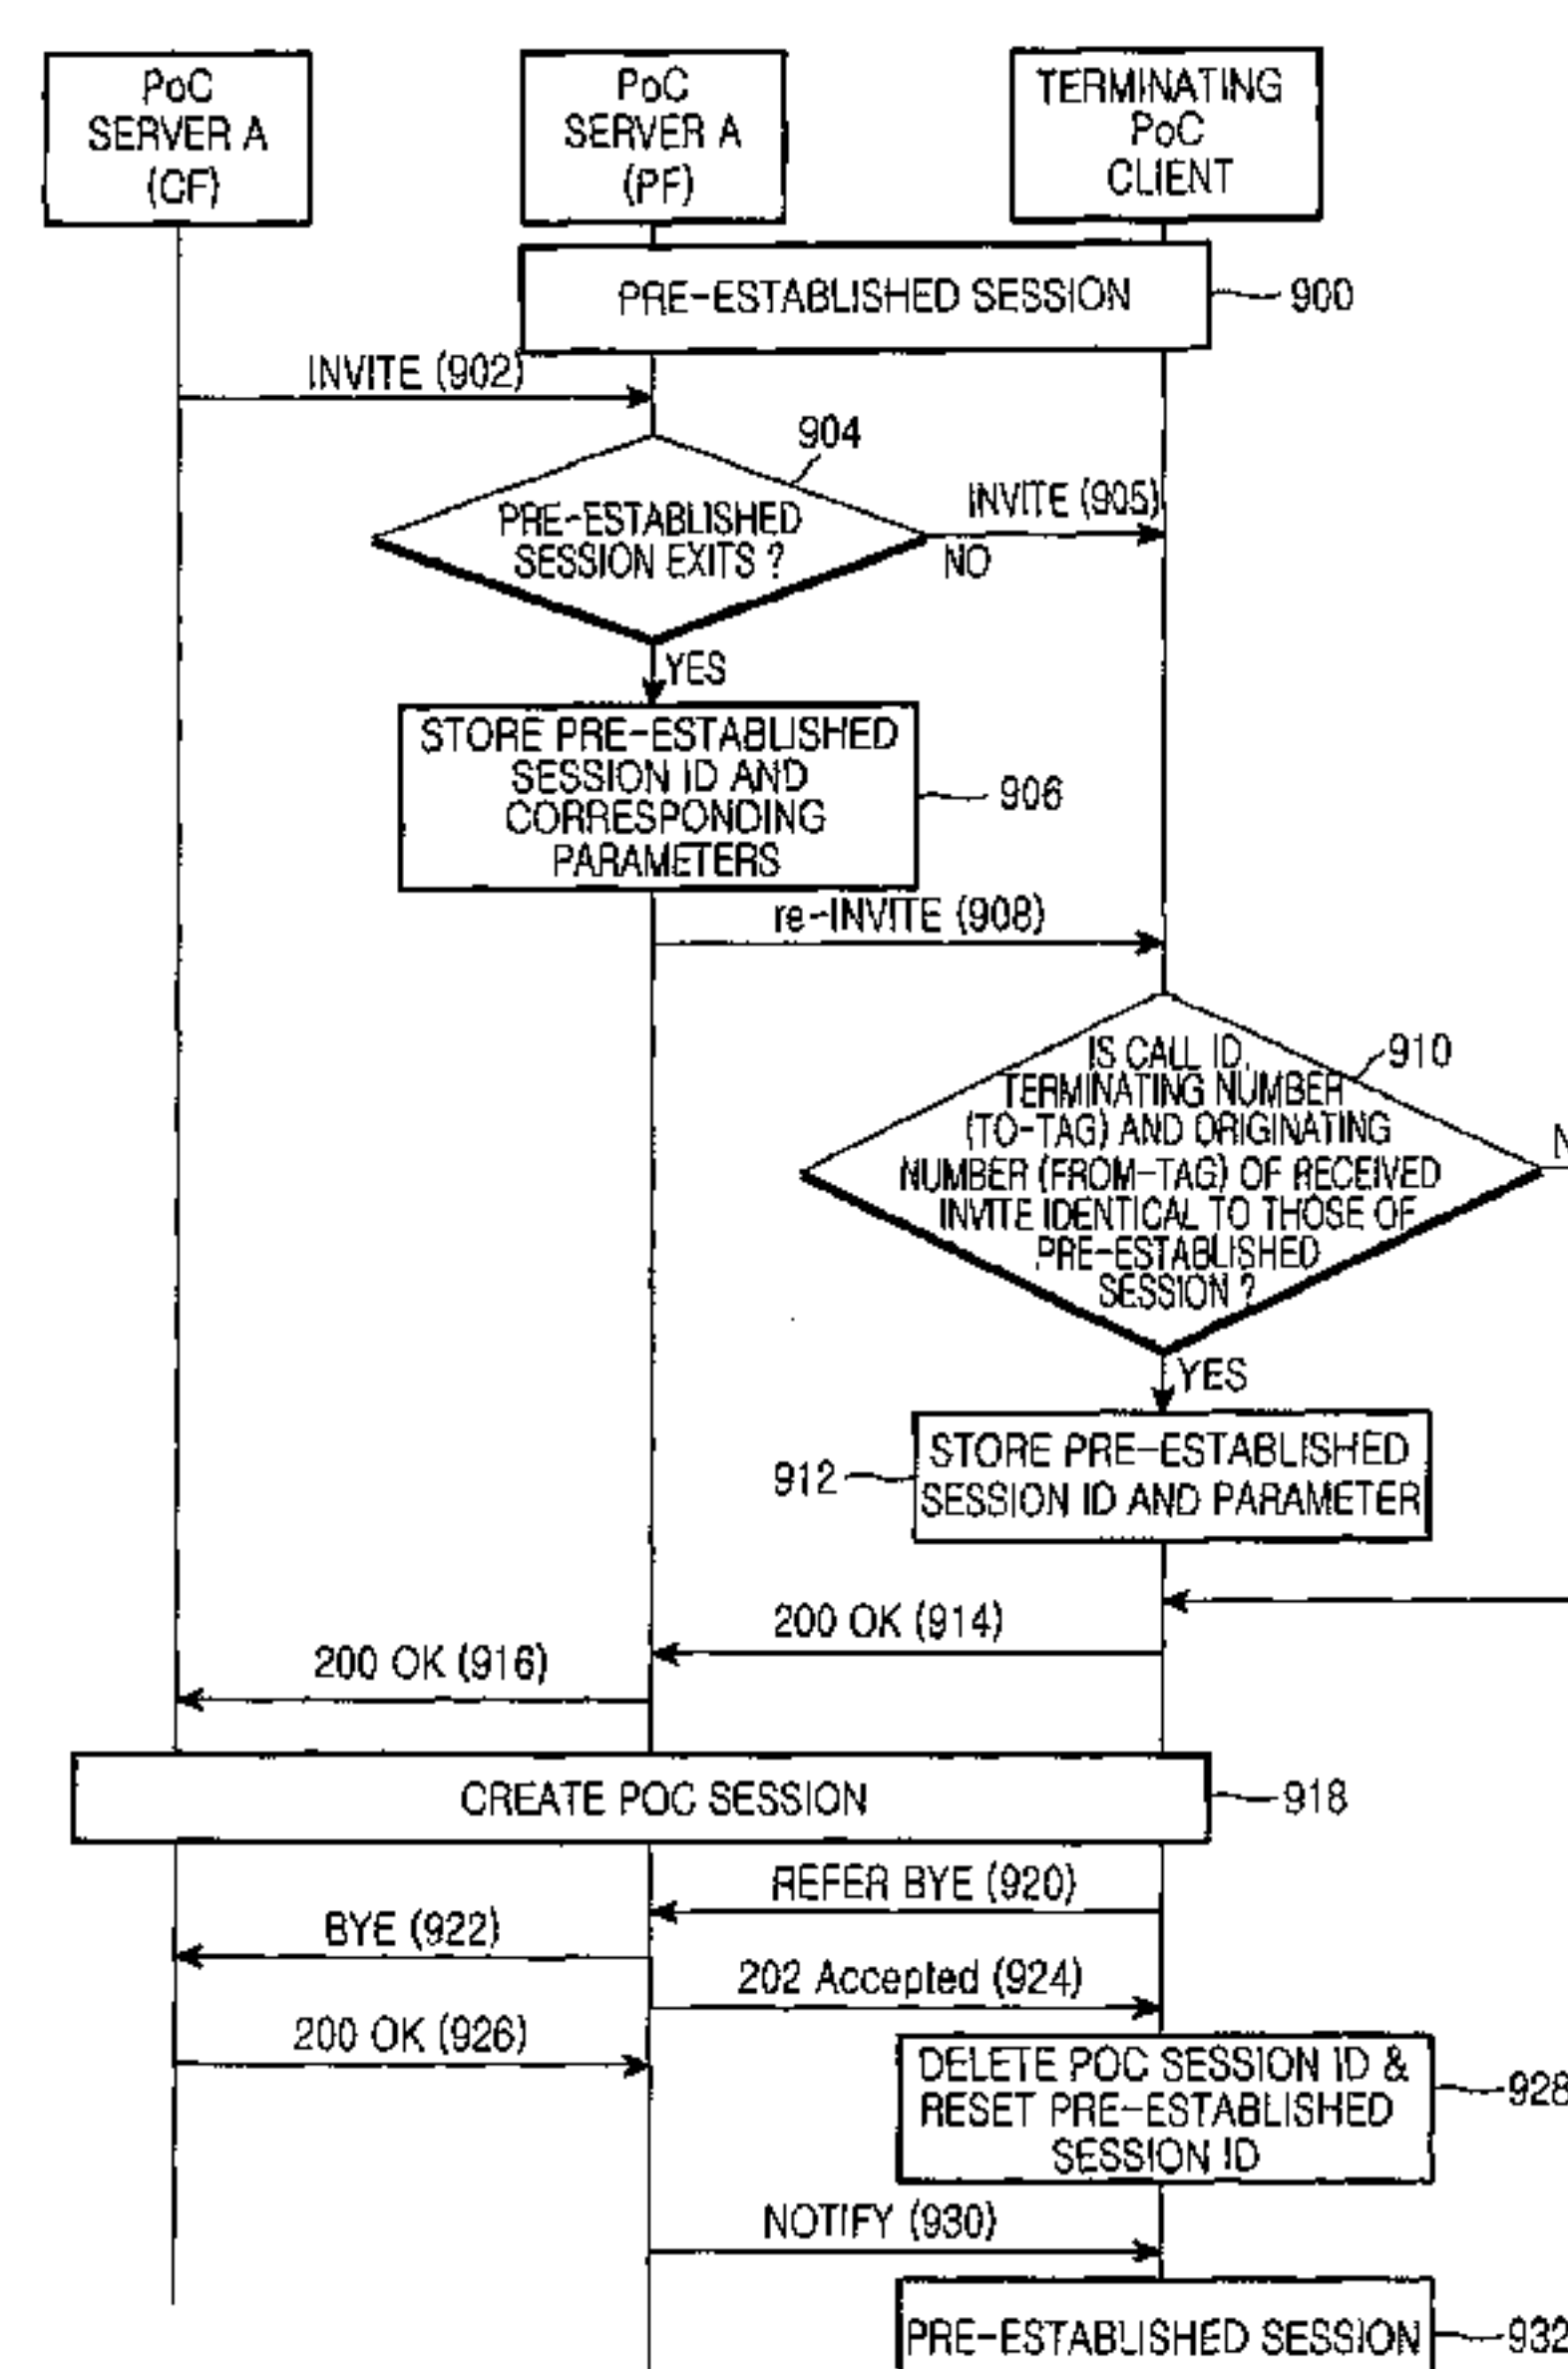 PoC
SERVER A
(CF)
PoC
SERVER A
(PF)
TERMINATING
PoC
CLIENT
PRE-ESTABLISHED SESSION
900
INVITE (902)
904
PRE-ESTABLISHED
SESSION EXITS ?
INVITE (905)
NO
YES
STORE PRE-ESTABLISHED
SESSION ID AND
CORRESPONDING
PARAMETERS
906
re-INVITE (908)
IS CALL ID,
TERMINATING NUMBER
(TO-TAG) AND ORIGINATING
NUMBER (FROM-TAG) OF RECEIVED
INVITE IDENTICAL TO THOSE OF
PRE-ESTABLISHED
SESSION ?
910
N
YES
912
STORE PRE-ESTABLISHED
SESSION ID AND PARAMETER
200 OK (914)
200 OK (916)
CREATE POC SESSION
918
REFER BYE (920)
BYE (922)
202 Accepted (924)
200 OK (926)
DELETE POC SESSION ID &
RESET PRE-ESTABLISHED
SESSION ID
928
NOTIFY (930)
PRE-ESTABLISHED SESSION
932